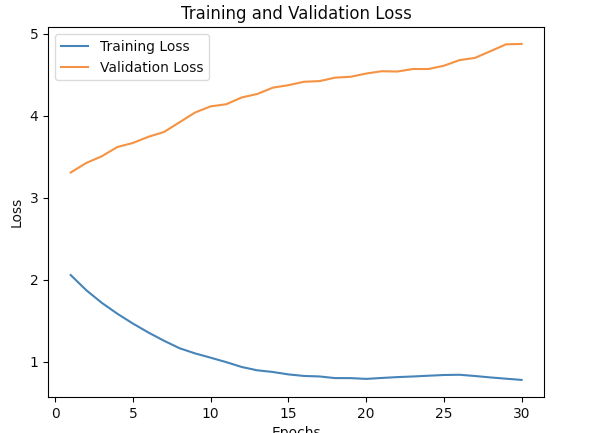 Training and Validation Loss
Training Loss
Validation Loss
Loss
5
4
3
2
1
0 5 10 15 20 25 30
Epochs